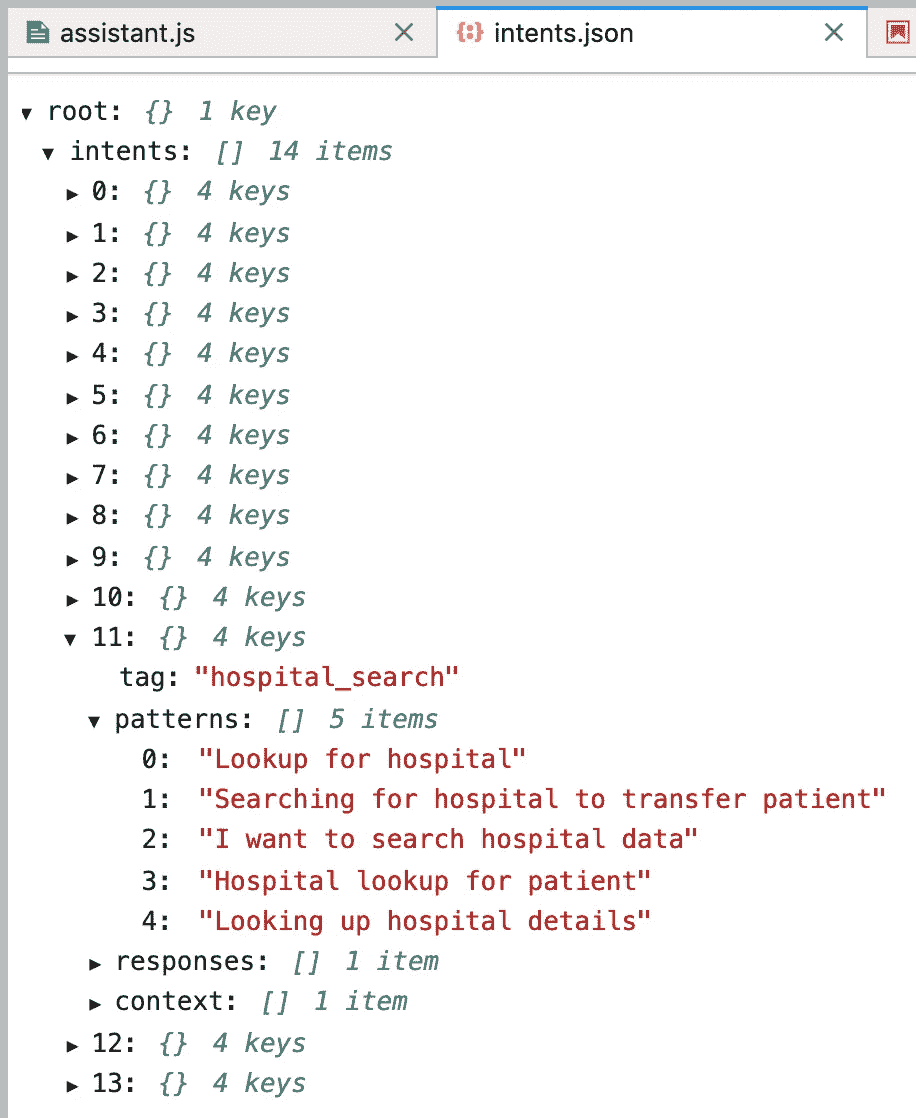 assistant.js
intents.json
root: {} 1 key
intents: [] 14 items
0: {} 4 keys
1: {} 4 keys
2: {} 4 keys
3: {} 4 keys
4: {} 4 keys
5: {} 4 keys
6: {} 4 keys
7: {} 4 keys
8: {} 4 keys
9: {} 4 keys
10: {} 4 keys
11: {} 4 keys
tag: "hospital_search"
patterns: [] 5 items
0: "Lookup for hospital"
1: "Searching for hospital to transfer patient"
2: "I want to search hospital data"
3: "Hospital lookup for patient"
4: "Looking up hospital details"
responses: [] 1 item
context: [] 1 item
12: {} 4 keys
13: {} 4 keys